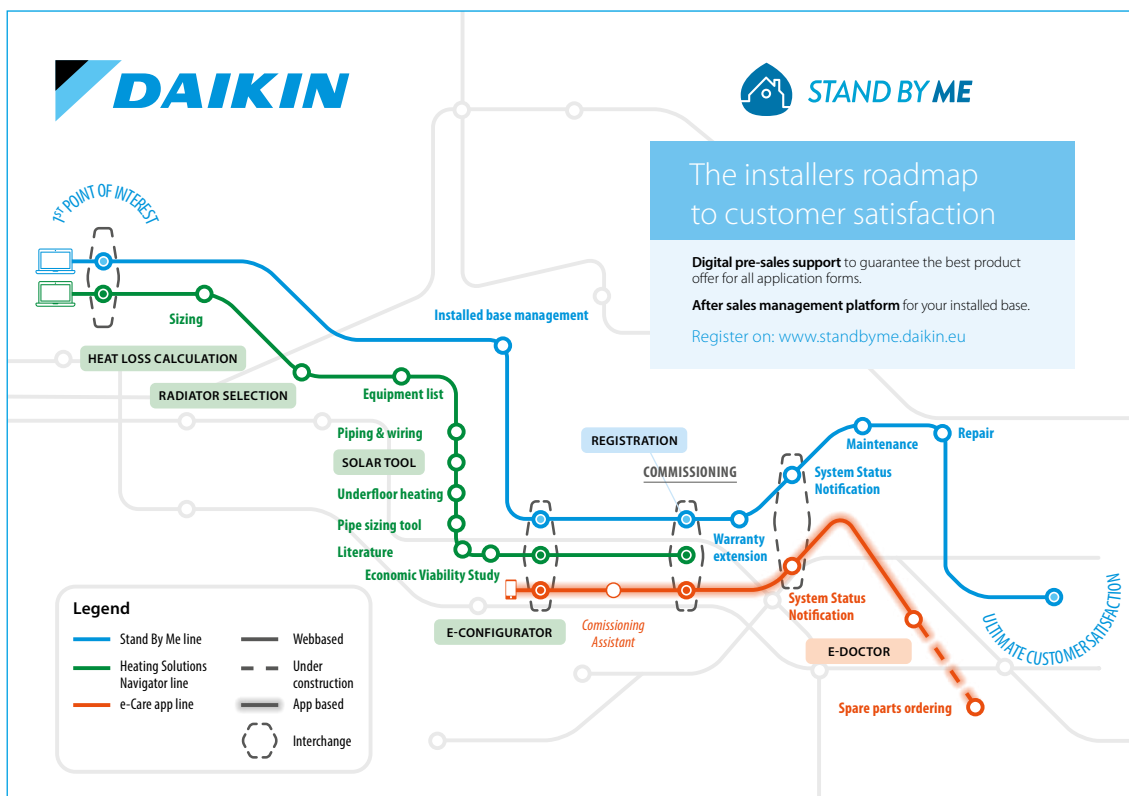 DAIKIN
STAND BY ME
The installers roadmap
to customer satisfaction
Digital pre-sales support to guarantee the best product
offer for all application forms.
After sales management platform for your installed base.
Register on: www.standbyme.daikin.eu
1ST POINT OF INTEREST
Sizing
HEAT LOSS CALCULATION
RADIATOR SELECTION
Installed base management
Equipment list
Piping & wiring
SOLAR TOOL
Underfloor heating
Pipe sizing tool
Literature
Economic Viability Study
REGISTRATION
COMMISSIONING
Warranty
extension
System Status
Notification
Maintenance
Repair
E-CONFIGURATOR
Comissioning
Assistant
System Status
Notification
E-DOCTOR
Spare parts ordering
ULTIMATE CUSTOMER SATISFACTION
Legend
Stand By Me line
Heating Solutions
Navigator line
e-Care app line
Webbased
Under
construction
App based
Interchange